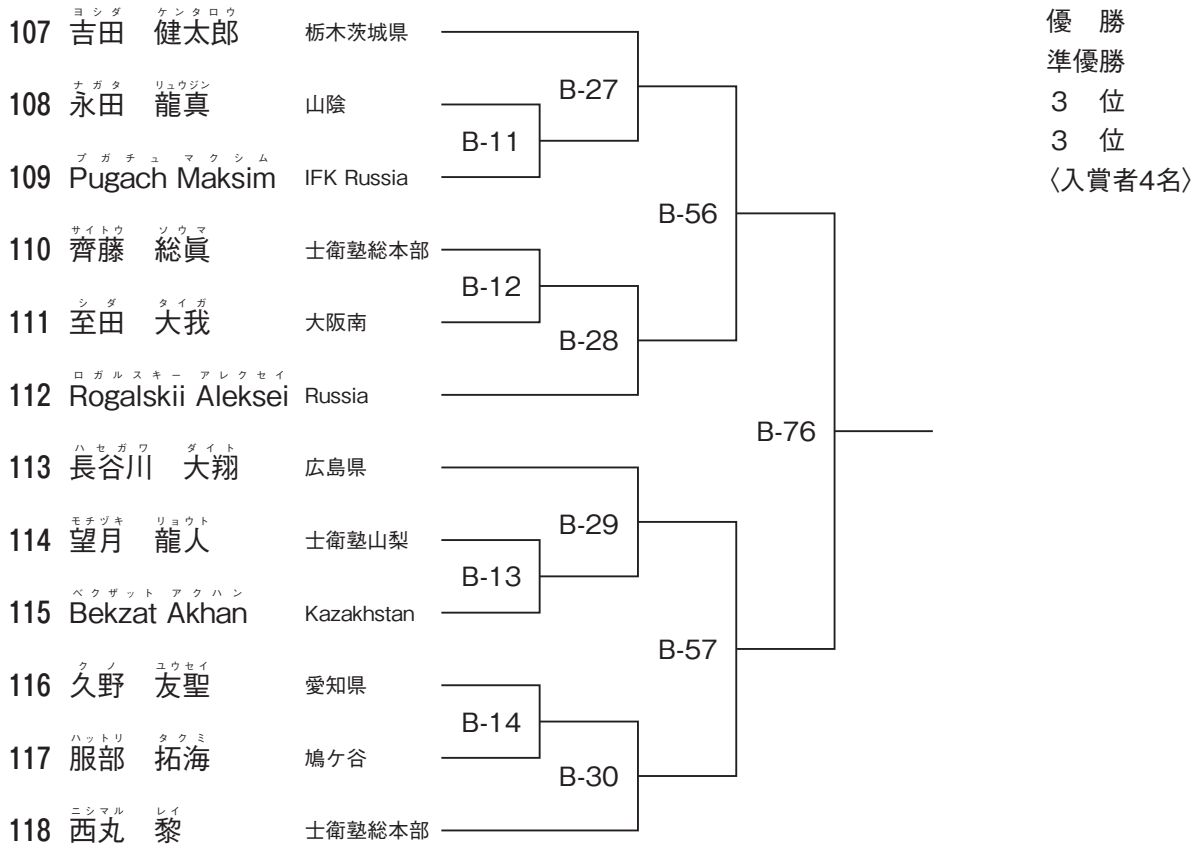 ヨシダ ケンタロウ
107 吉田 健太郎 栃木茨城県
ナガタ リュウジン
108 永田 龍真 山陰
プガチュ マクシム
109 Pugach Maksim IFK Russia
サイトウ ソウマ
110 齊藤 総眞 士衛塾総本部
シダ タイガ
111 至田 大我 大阪南
ロガルスキー アレクセイ
112 Rogalskii Aleksei Russia
ハセガワ ダイト
113 長谷川 大翔 広島県
モチヅキ リョウト
114 望月 龍人 士衛塾山梨
ベクザット アクハン
115 Bekzat Akhan Kazakhstan
クノ ユウセイ
116 久野 友聖 愛知県
ハットリ タクミ
117 服部 拓海 鳩ケ谷
ニシマル レイ
118 西丸 黎 士衛塾総本部
B-11
B-12
B-13
B-14
B-27
B-28
B-29
B-30
B-56
B-57
B-76
優 勝
準優勝
3 位
3 位
〈入賞者4名〉